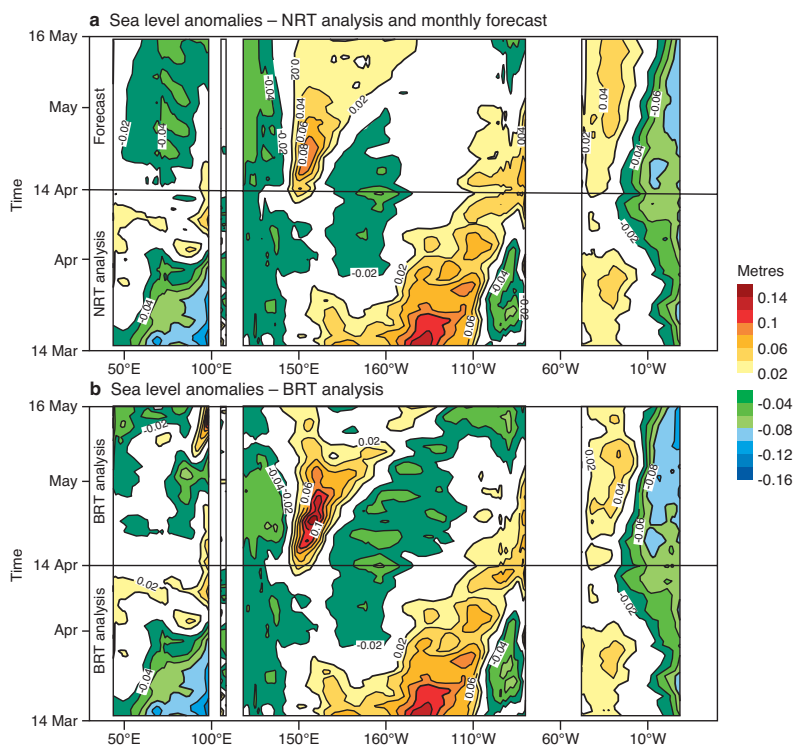 a Sea level anomalies – NRT analysis and monthly forecast
16 May
May
14 Apr
Apr
14 Mar
Time
Forecast
NRT analysis
-0.02
-0.04
-0.04
-0.04
-0.02
0.02
0.04
0.06
0.08
0.02
-0.02
0.02
0.06
004
-0.04
-0.02
0.02
0.04
-0.04
-0.06
-0.02
50°E
100°E
150°E
160°W
110°W
60°W
10°W
b Sea level anomalies – BRT analysis
16 May
May
14 Apr
Apr
14 Mar
Time
BRT analysis
BRT analysis
-0.02
0.02
-0.04
-0.04
-0.02
0.06
0.1
0.02
-0.02
0.02
0.06
-0.04
0.02
0.04
-0.08
-0.06
-0.02
50°E
100°E
150°E
160°W
110°W
60°W
10°W
Metres
0.14
0.1
0.06
0.02
-0.04
-0.08
-0.12
-0.16